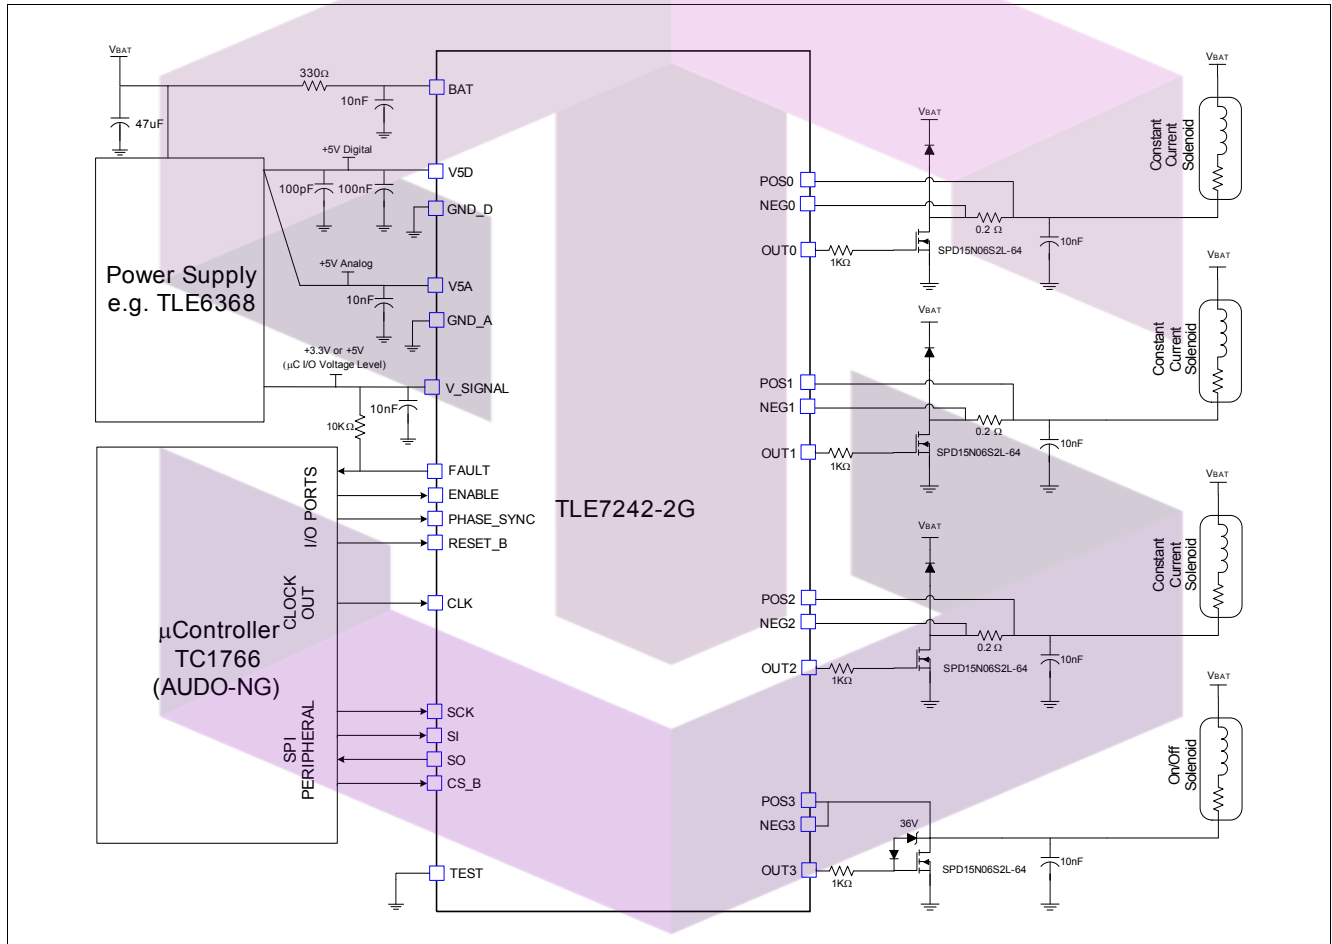 VBAT
330Ω
10nF
BAT
47uF
+5V Digital
V5D
100pF
100nF
GND_D
Power Supply
e.g. TLE6368
+5V Analog
V5A
10nF
GND_A
+3.3V or +5V
(μC I/O Voltage Level)
V_SIGNAL
10nF
10KΩ
I/O PORTS
FAULT
ENABLE
PHASE_SYNC
RESET_B
CLOCK
OUT
CLK
μController
TC1766
(AUDO-NG)
SPI
PERIPHERAL
SCK
SI
SO
CS_B
TEST
TLE7242-2G
VBAT
VBAT
Constant
Current
Solenoid
POS0
NEG0
0.2 Ω
10nF
OUT0
1KΩ
SPD15N06S2L-64
VBAT
VBAT
Constant
Current
Solenoid
POS1
NEG1
0.2 Ω
10nF
OUT1
1KΩ
SPD15N06S2L-64
VBAT
VBAT
Constant
Current
Solenoid
POS2
NEG2
0.2 Ω
10nF
OUT2
1KΩ
SPD15N06S2L-64
VBAT
On/Off
Solenoid
POS3
NEG3
36V
10nF
OUT3
1KΩ
SPD15N06S2L-64